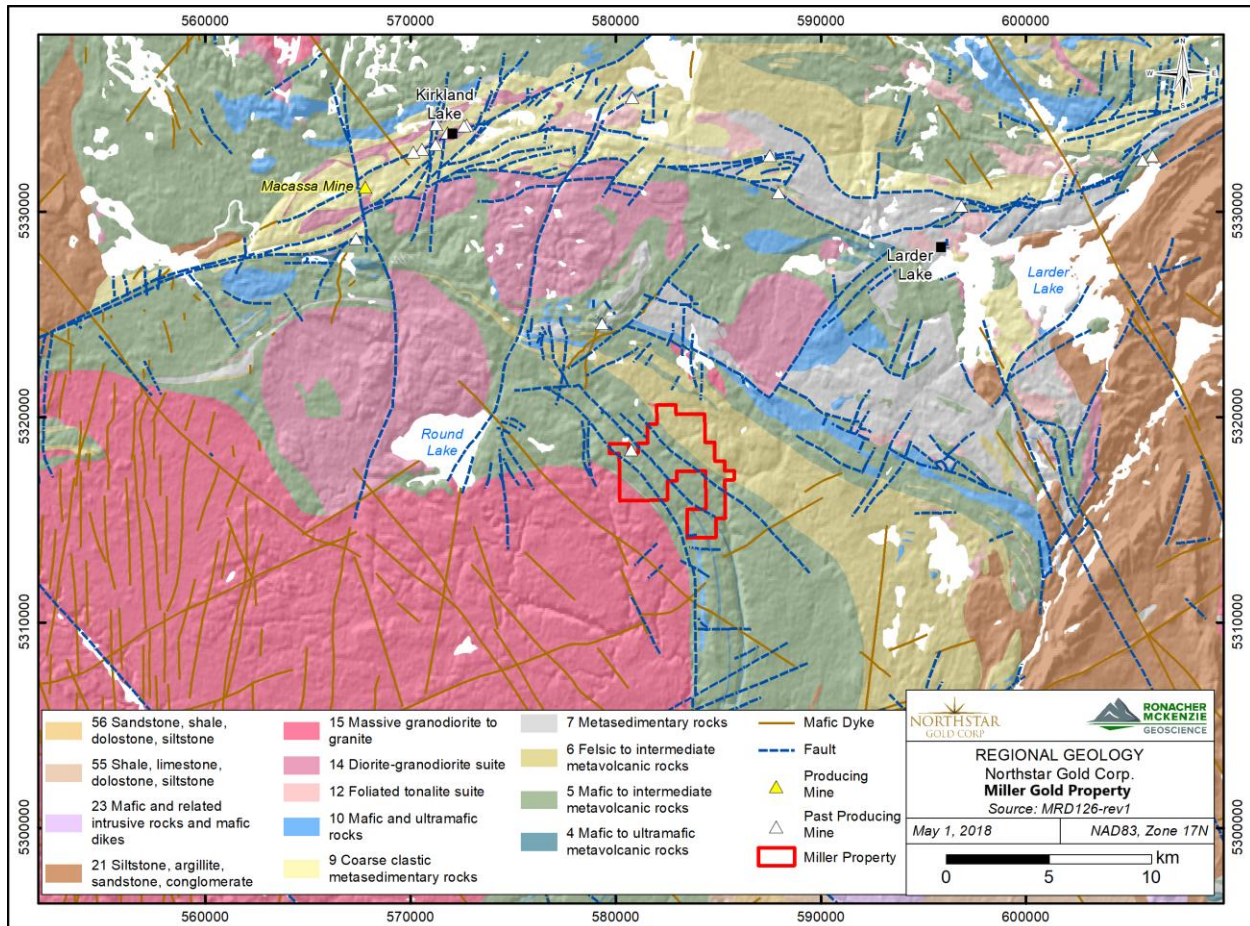 560000
570000
580000
590000
600000
N
W
E
S
Kirkland
Lake
Macassa Mine
5330000
5330000
Larder
Lake
Larder
Lake
5320000
5320000
Round
Lake
5310000
5310000
56 Sandstone, shale,
dolostone, siltstone
55 Shale, limestone,
dolostone, siltstone
23 Mafic and related
intrusive rocks and mafic
dikes
21 Siltstone, argillite,
sandstone, conglomerate
15 Massive granodiorite to
granite
14 Diorite-granodiorite suite
12 Foliated tonalite suite
10 Mafic and ultramafic
rocks
9 Coarse clastic
metasedimentary rocks
7 Metasedimentary rocks
6 Felsic to intermediate
metavolcanic rocks
5 Mafic to intermediate
metavolcanic rocks
4 Mafic to ultramafic
metavolcanic rocks
Mafic Dyke
Fault
Producing
Mine
Past Producing
Mine
Miller Property
NORTHSTAR
GOLD CORP
RONACHER
MCKENZIE
GEOSCIENCE
REGIONAL GEOLOGY
Northstar Gold Corp.
Miller Gold Property
Source: MRD126-rev1
May 1, 2018
NAD83, Zone 17N
km
0
5
10
5300000
5300000
560000
570000
580000
590000
600000